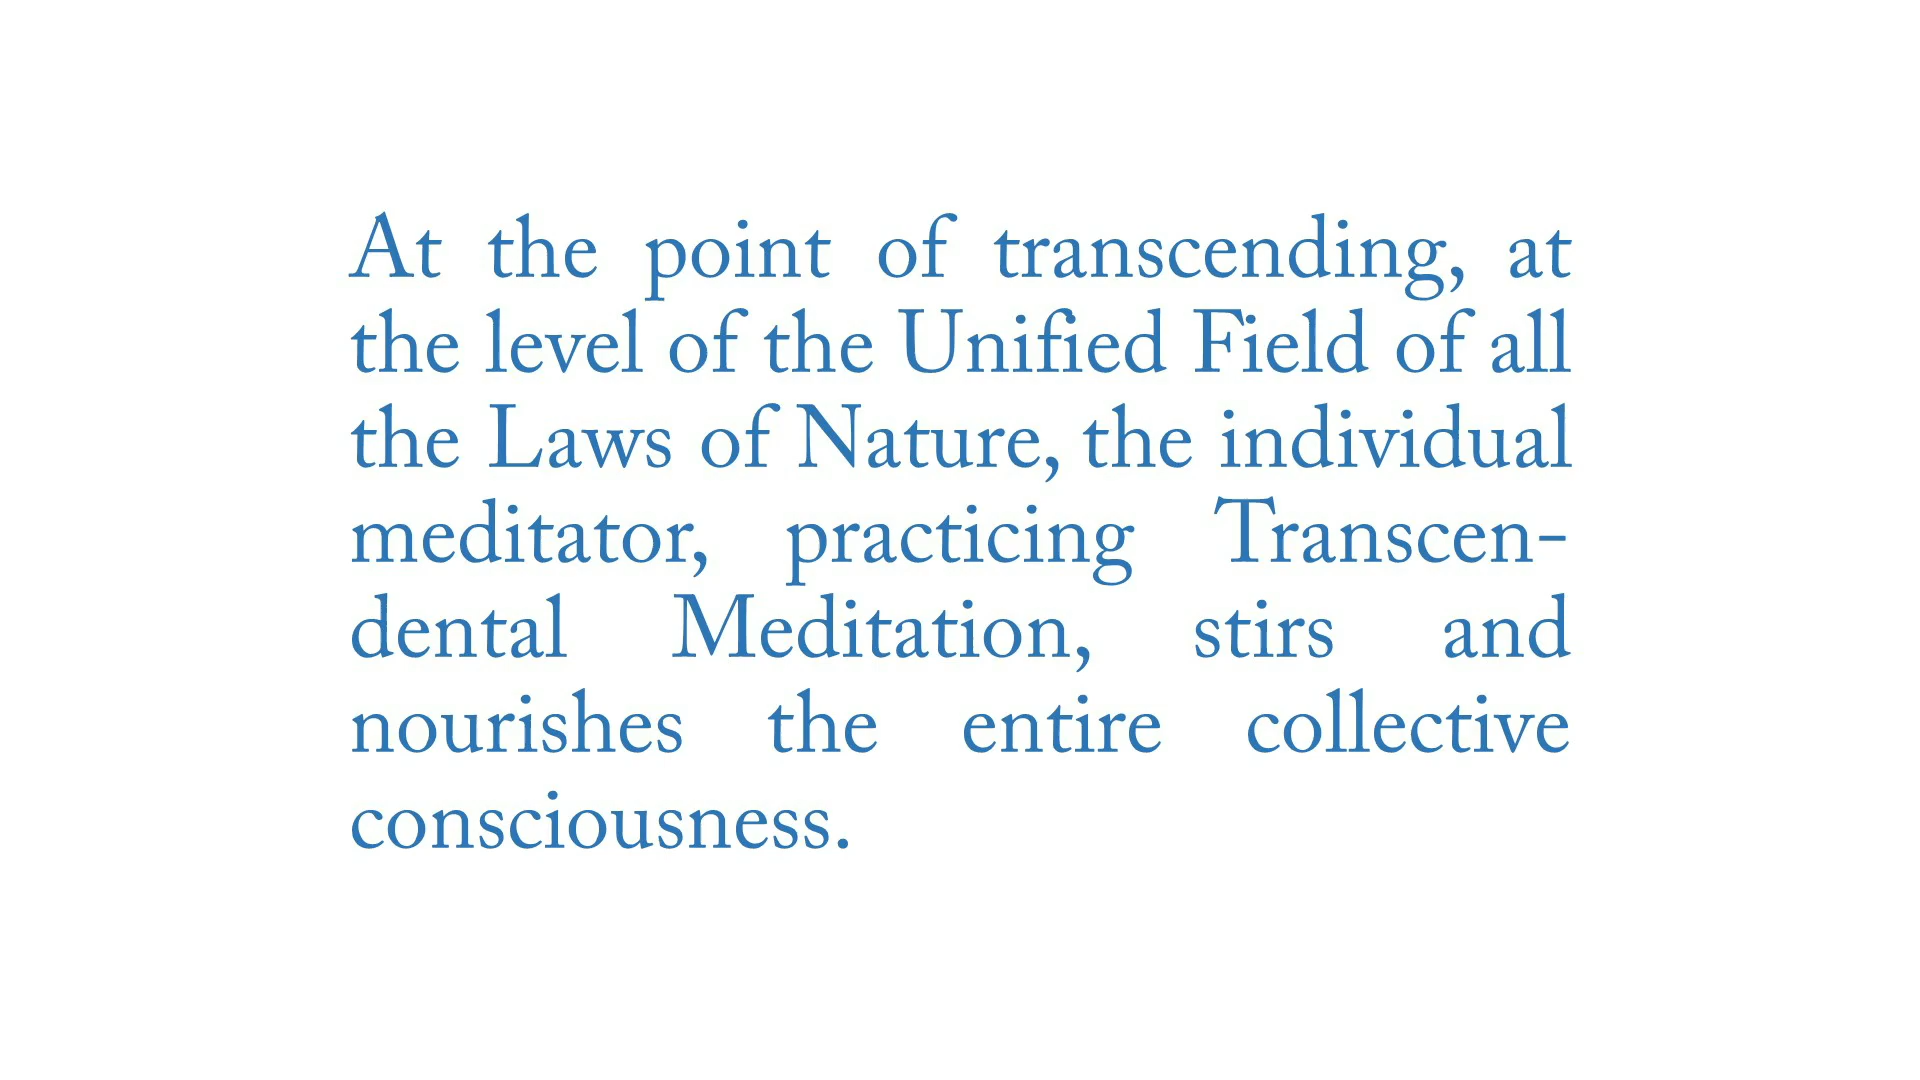 At the point of transcending, at
the level of the Unified Field of all
the Laws of Nature, the individual
meditator, practicing Transcen-
dental Meditation, stirs and
nourishes the entire collective
consciousness.